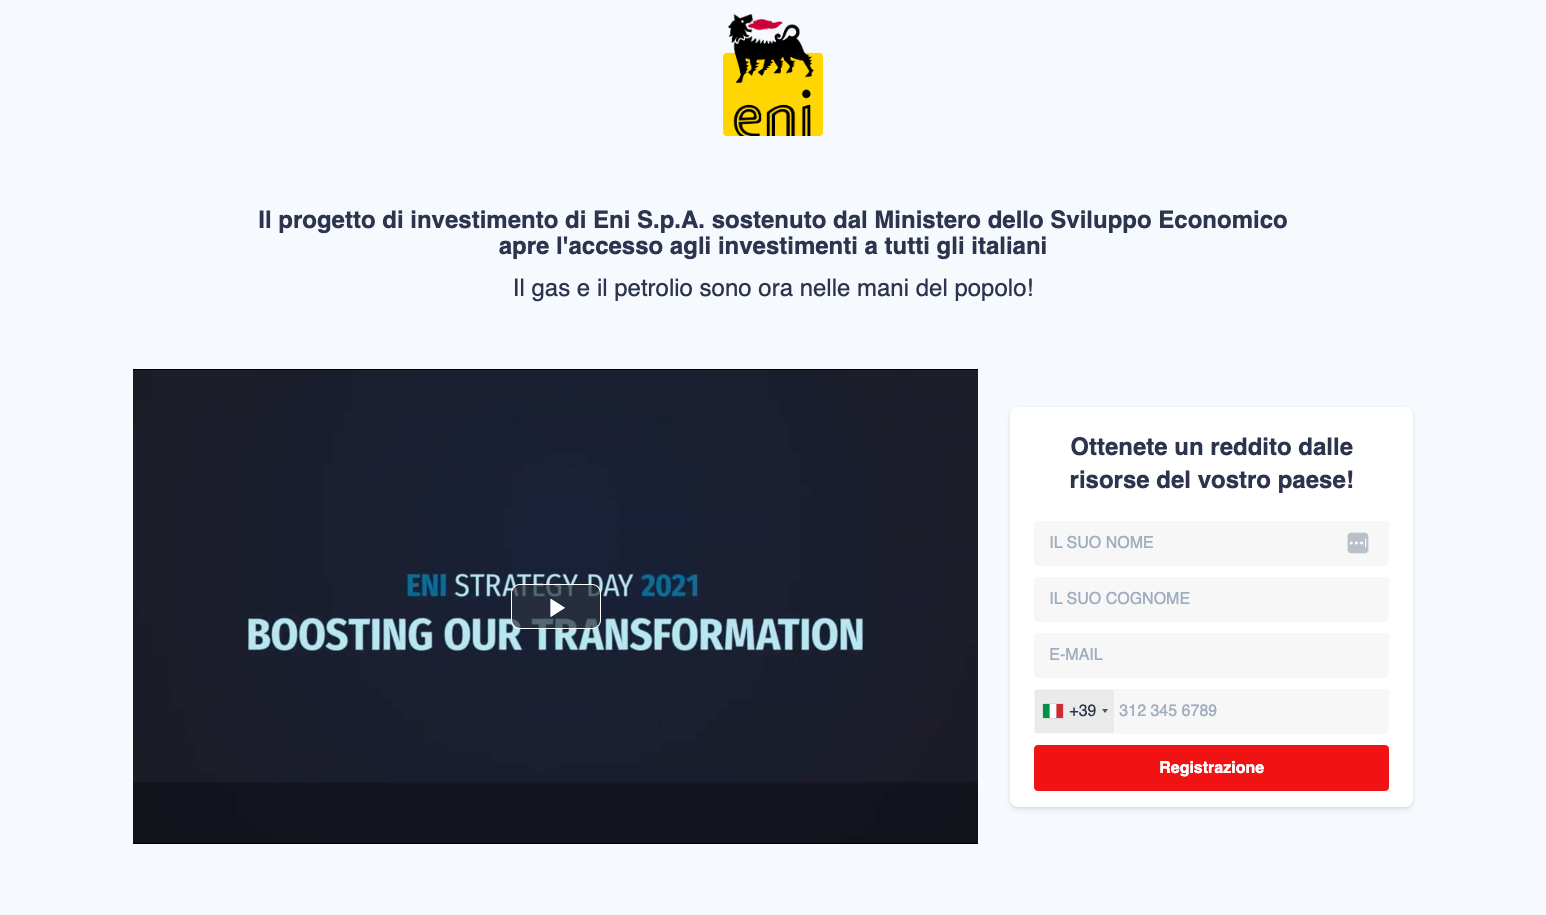 eni
Il progetto di investimento di Eni S.p.A. sostenuto dal Ministero dello Sviluppo Economico
apre l'accesso agli investimenti a tutti gli italiani
Il gas e il petrolio sono ora nelle mani del popolo!
ENI STRATEGY DAY 2021
BOOSTING OUR TRANSFORMATION
Ottenete un reddito dalle
risorse del vostro paese!
IL SUO NOME
IL SUO COGNOME
E-MAIL
+39 312 345 6789
Registrazione